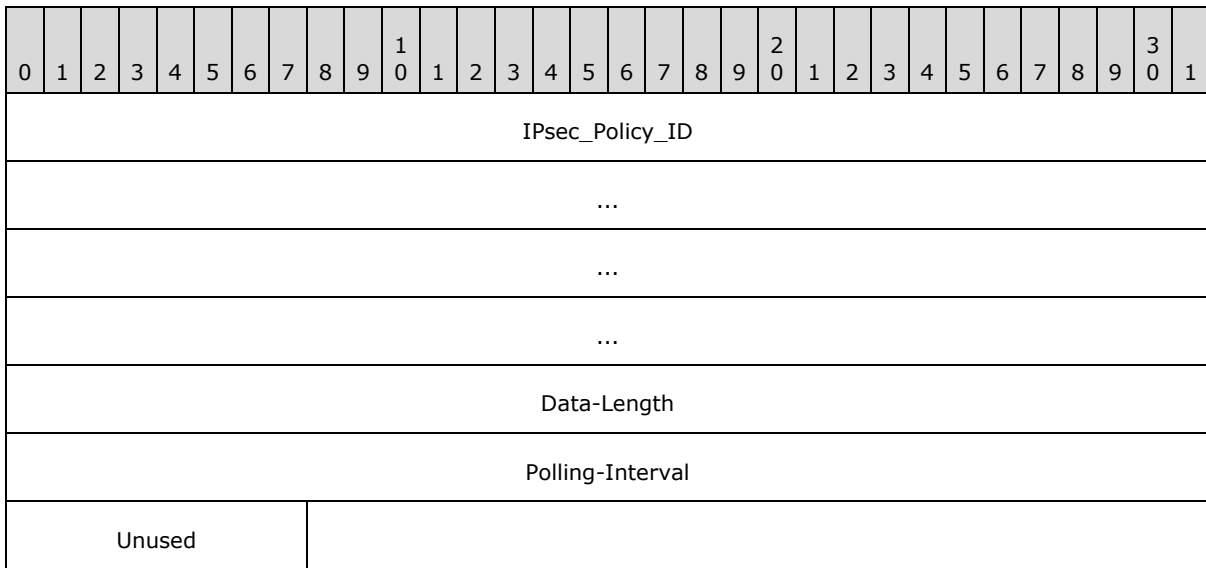 0 1 2 3 4 5 6 7 8 9 1 0 1 2 3 4 5 6 7 8 9 2 0 1 2 3 4 5 6 7 8 9 3 0 1
IPsec_Policy_ID
...
...
...
Data-Length
Polling-Interval
Unused